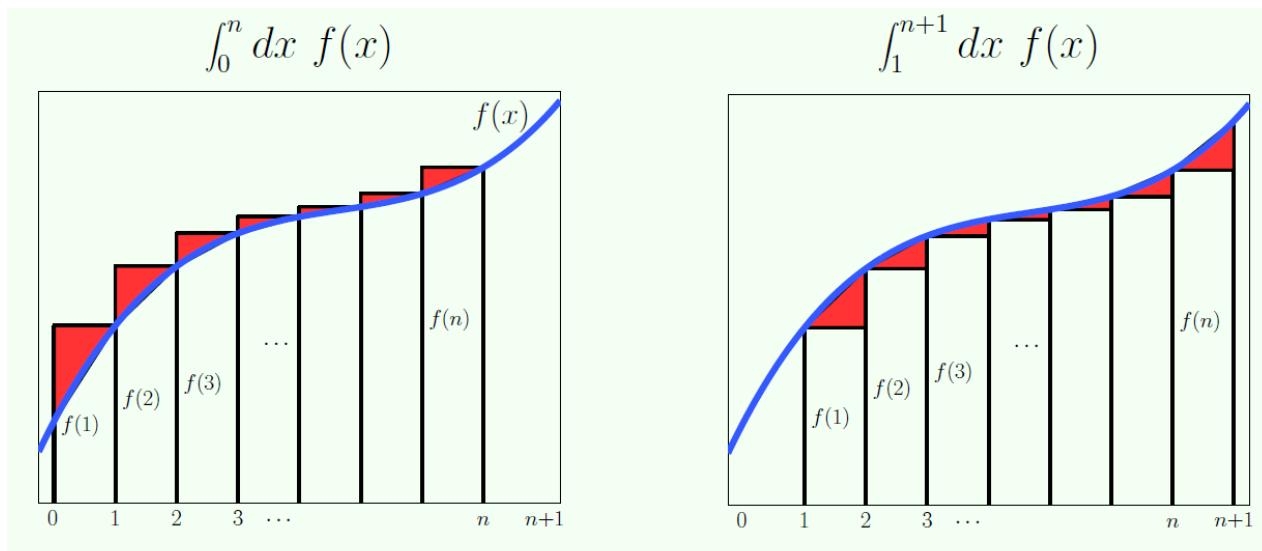 ∫₀ⁿ dx f(x)
f(x)
f(n)
...
f(3)
f(2)
f(1)
0 1 2 3 ... n n+1
∫₁ⁿ⁺¹ dx f(x)
f(n)
...
f(3)
f(2)
f(1)
0 1 2 3 ... n n+1